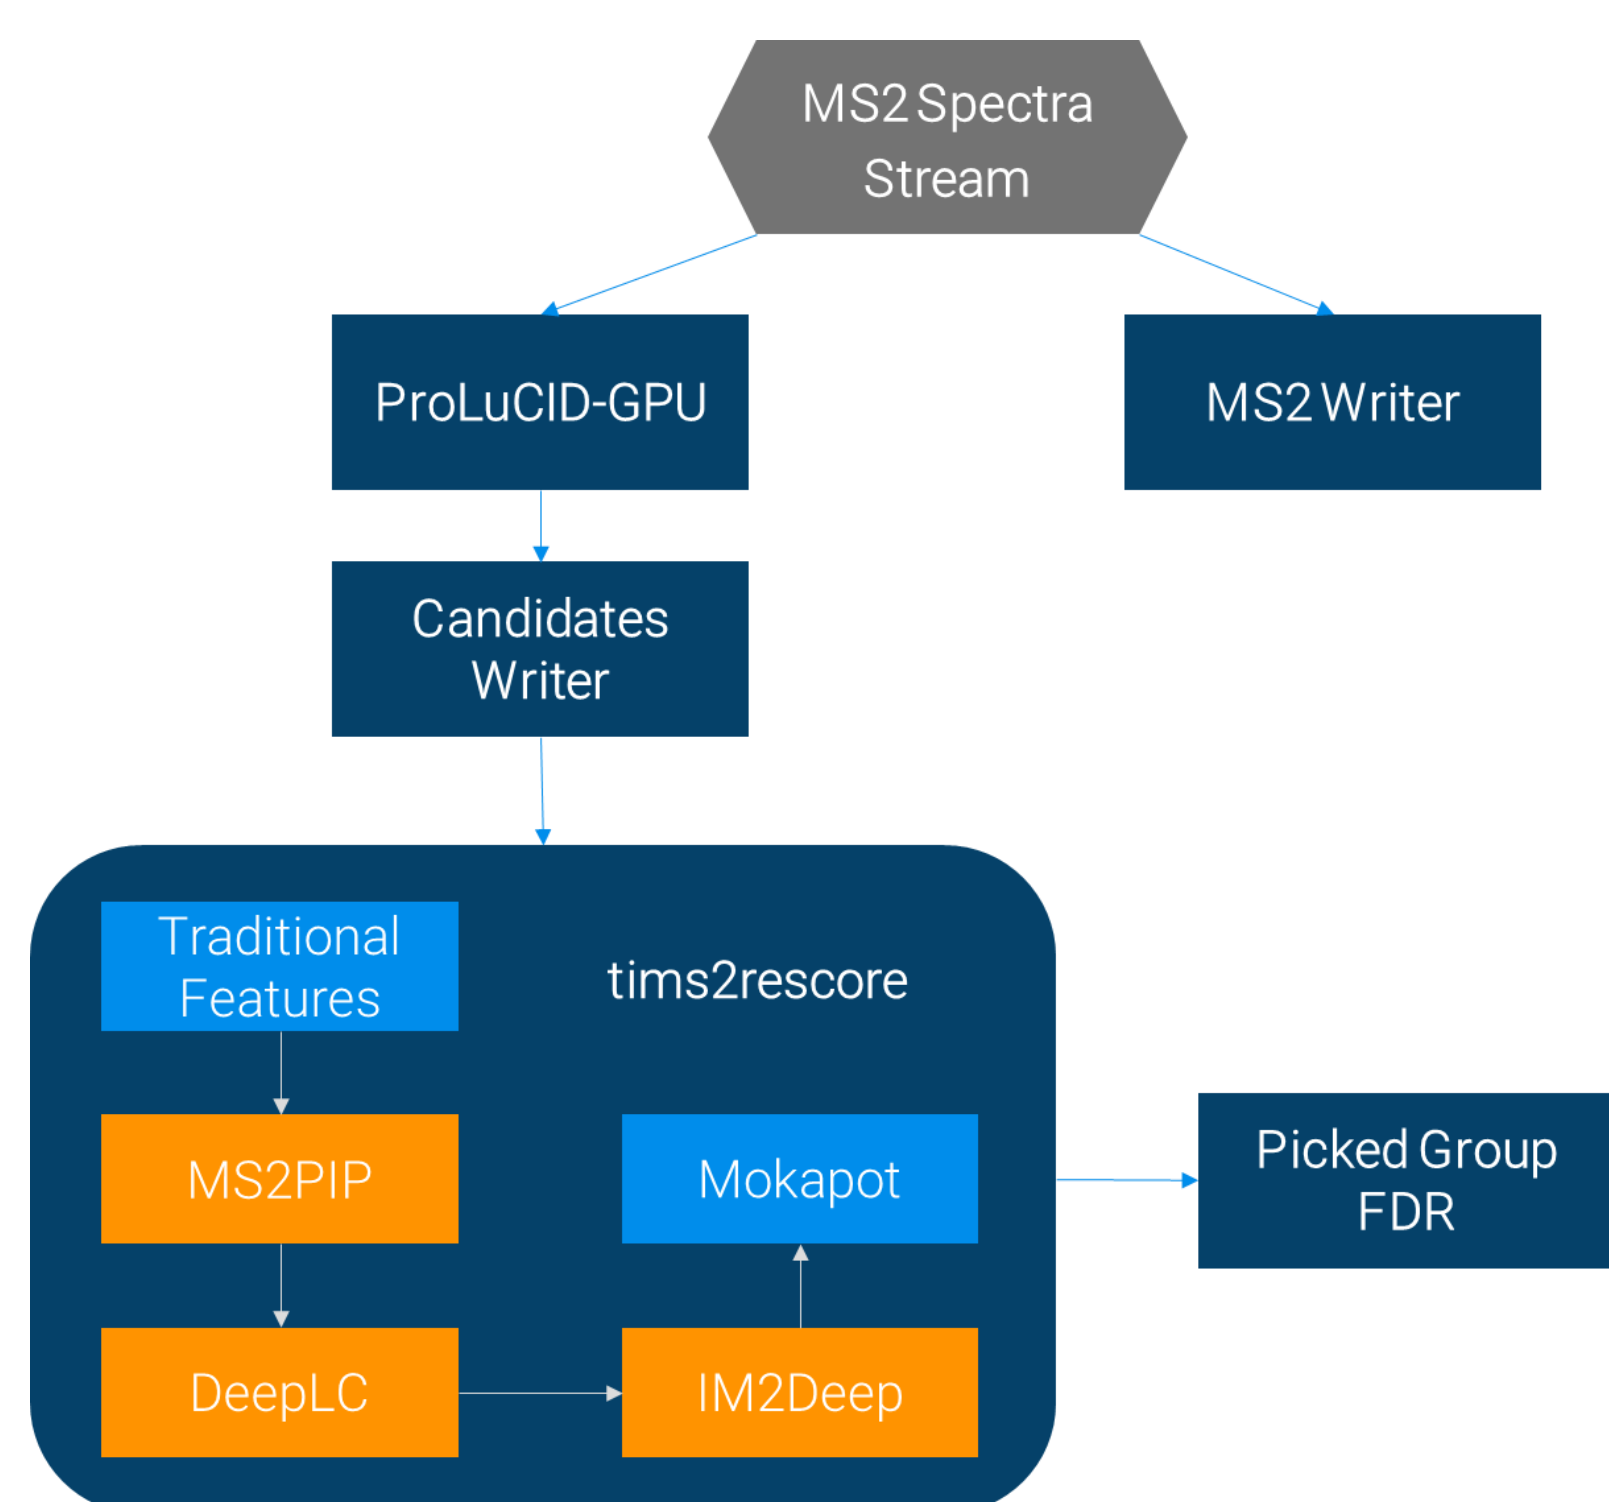 MS2 Spectra
Stream
ProLuCID-GPU
MS2 Writer
Candidates
Writer
Traditional
Features
tims2rescore
MS2PIP
Mokapot
Picked Group
FDR
DeepLC
IM2Deep